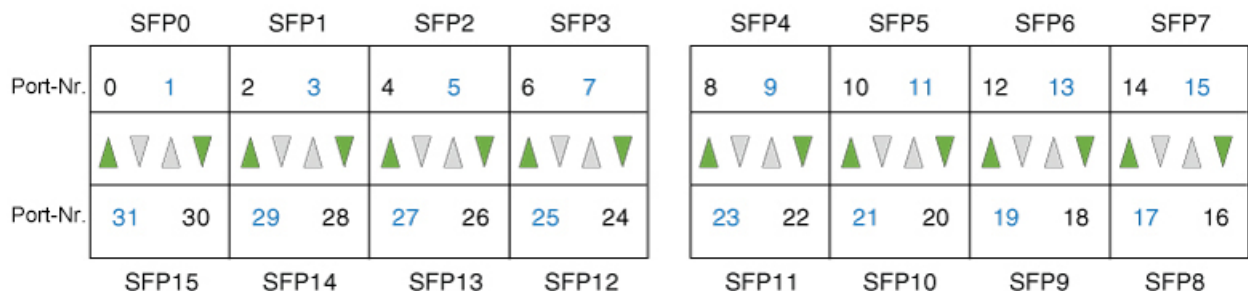 SFP0 SFP1 SFP2 SFP3 SFP4 SFP5 SFP6 SFP7
Port-Nr. 0 1 2 3 4 5 6 7 8 9 10 11 12 13 14 15
Port-Nr. 31 30 29 28 27 26 25 24 23 22 21 20 19 18 17 16
SFP15 SFP14 SFP13 SFP12 SFP11 SFP10 SFP9 SFP8